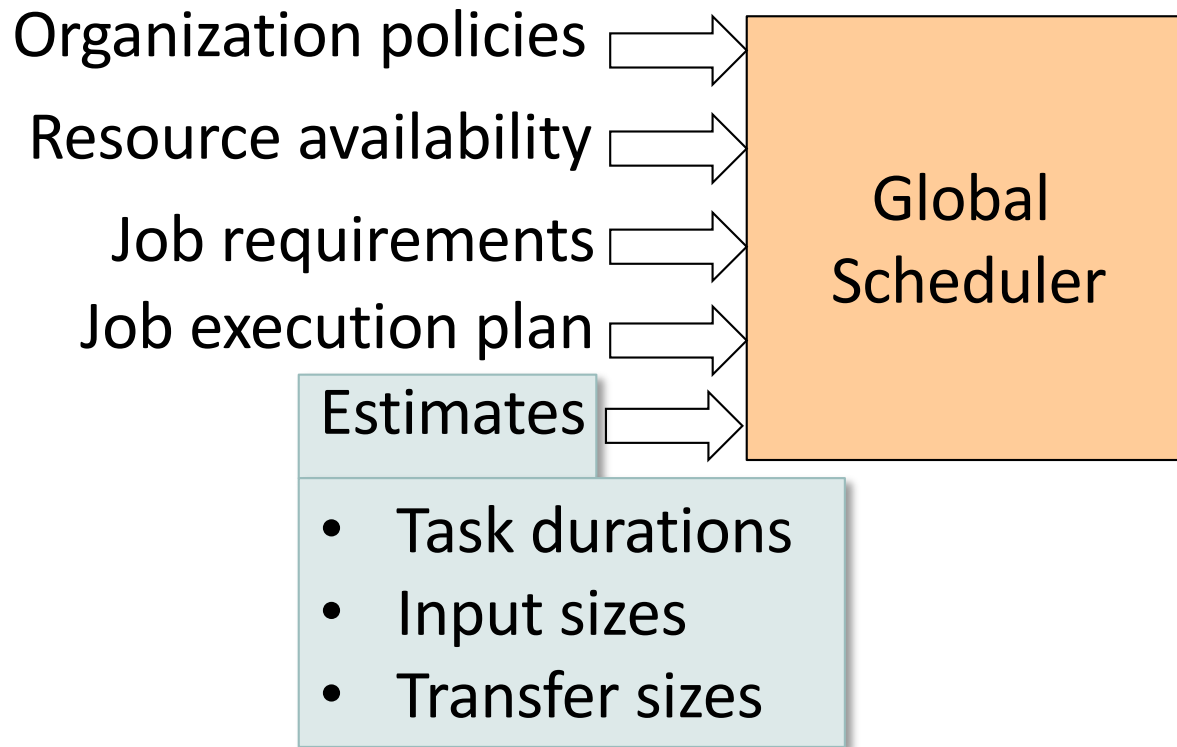 Organization policies
Resource availability
Job requirements
Job execution plan
Estimates
• Task durations
• Input sizes
• Transfer sizes
Global
Scheduler